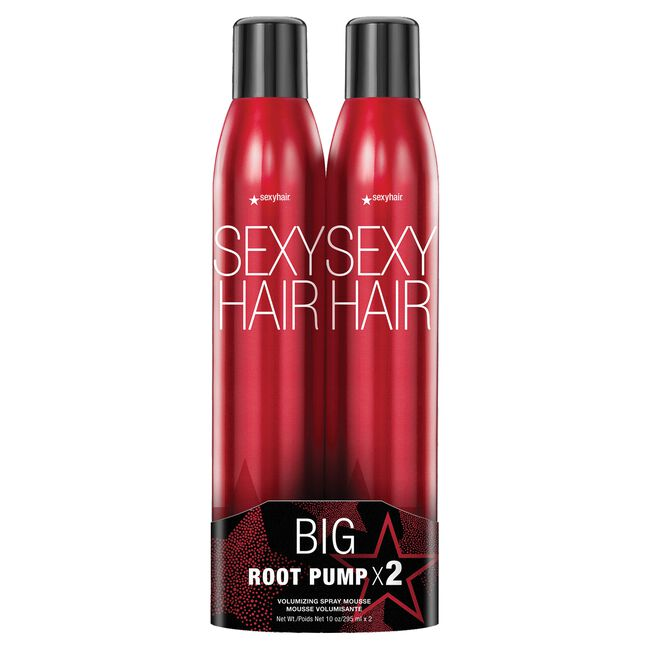 sexyhair.
SEXY
HAIR
sexyhair.
SEXY
HAIR
BIG
ROOT PUMP X2
VOLUMIZING SPRAY MOUSSE
MOUSSE VOLUMISANTE
Net Wt./Poids Net 10 oz/295 ml x 2